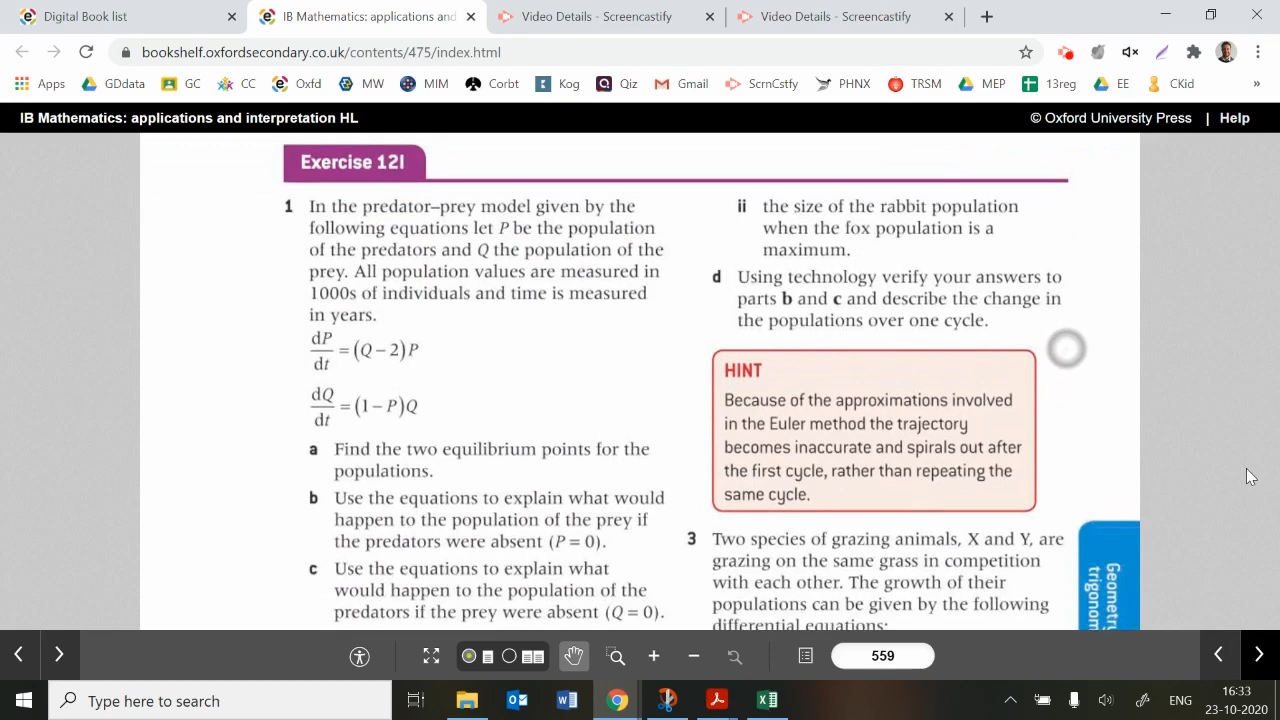 Digital Book list
IB Mathematics: applications and
Video Details - Screencastify
Video Details - Screencastify
bookshelf.oxfordsecondary.co.uk/contents/475/index.html
Apps GDdata GC CC Oxfd MW MIM Corbt Kog Qiz Gmail ScrnCstfy PHNX TRSM MEP 13reg EE CKid »
IB Mathematics: applications and interpretation HL
© Oxford University Press | Help
Exercise 12I
1 In the predator–prey model given by the
following equations let P be the population
of the predators and Q the population of the
prey. All population values are measured in
1000s of individuals and time is measured
in years.
dP/dt = (Q – 2)P
dQ/dt = (1 – P)Q
a Find the two equilibrium points for the
populations.
b Use the equations to explain what would
happen to the population of the prey if
the predators were absent (P = 0).
c Use the equations to explain what
would happen to the population of the
predators if the prey were absent (Q = 0).
ii the size of the rabbit population
when the fox population is a
maximum.
d Using technology verify your answers to
parts b and c and describe the change in
the populations over one cycle.
HINT
Because of the approximations involved
in the Euler method the trajectory
becomes inaccurate and spirals out after
the first cycle, rather than repeating the
same cycle.
3 Two species of grazing animals, X and Y, are
grazing on the same grass in competition
with each other. The growth of their
populations can be given by the following
differential equations:
Geometry
trigonom
559
Type here to search
ENG
16:33
23-10-2020